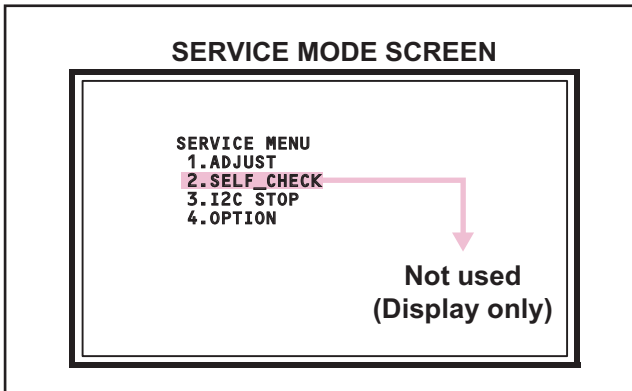 SERVICE MODE SCREEN
SERVICE MENU
1.ADJUST
2.SELF_CHECK
3.I2C STOP
4.OPTION
Not used
(Display only)